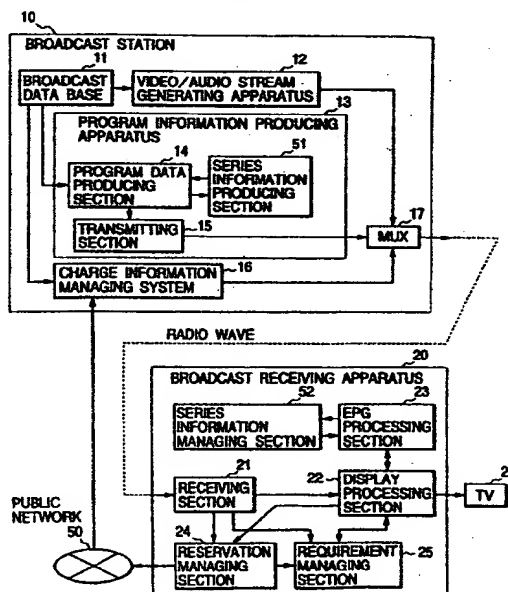 10
BROADCAST STATION
11
12
BROADCAST
DATA BASE
VIDEO/AUDIO STREAM
GENERATING APPARATUS
13
PROGRAM INFORMATION PRODUCING
APPARATUS
14
51
PROGRAM DATA
PRODUCING
SECTION
SERIES
INFORMATION
PRODUCING
SECTION
15
17
TRANSMITTING
SECTION
MUX
16
CHARGE INFORMATION
MANAGING SYSTEM
RADIO WAVE
20
BROADCAST RECEIVING APPARATUS
52
23
SERIES
INFORMATION
MANAGING SECTION
EPG
PROCESSING
SECTION
21
22
RECEIVING
SECTION
DISPLAY
PROCESSING
SECTION
TV
PUBLIC
NETWORK
50
24
25
RESERVATION
MANAGING
SECTION
REQUIREMENT
MANAGING
SECTION